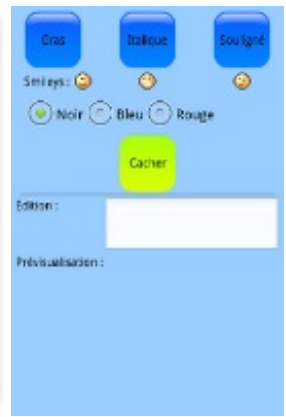 Gras Italique Souligné
Smileys:
Noir Bleu Rouge
Cacher
Edition :
Prévisualisation :